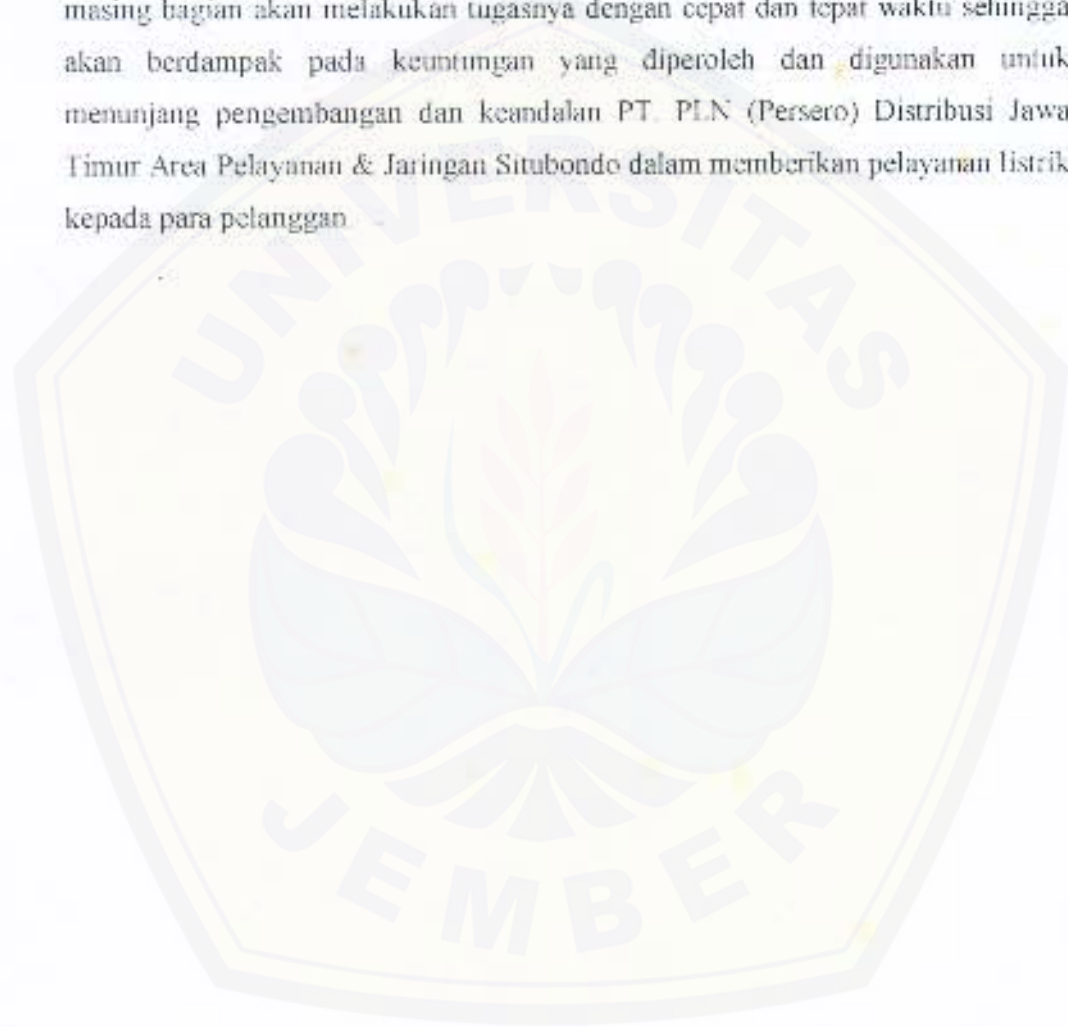 masing bagian akan melakukan tugasnya dengan cepat dan tepat waktu sehingga
akan berdampak pada keuntungan yang diperoleh dan digunakan untuk
menunjang pengembangan dan keandalan PT. PLN (Persero) Distribusi Jawa
Timur Area Pelayanan & Jaringan Situbondo dalam memberikan pelayanan listrik
kepada para pelanggan
UNIVERSITAS
JEMBER